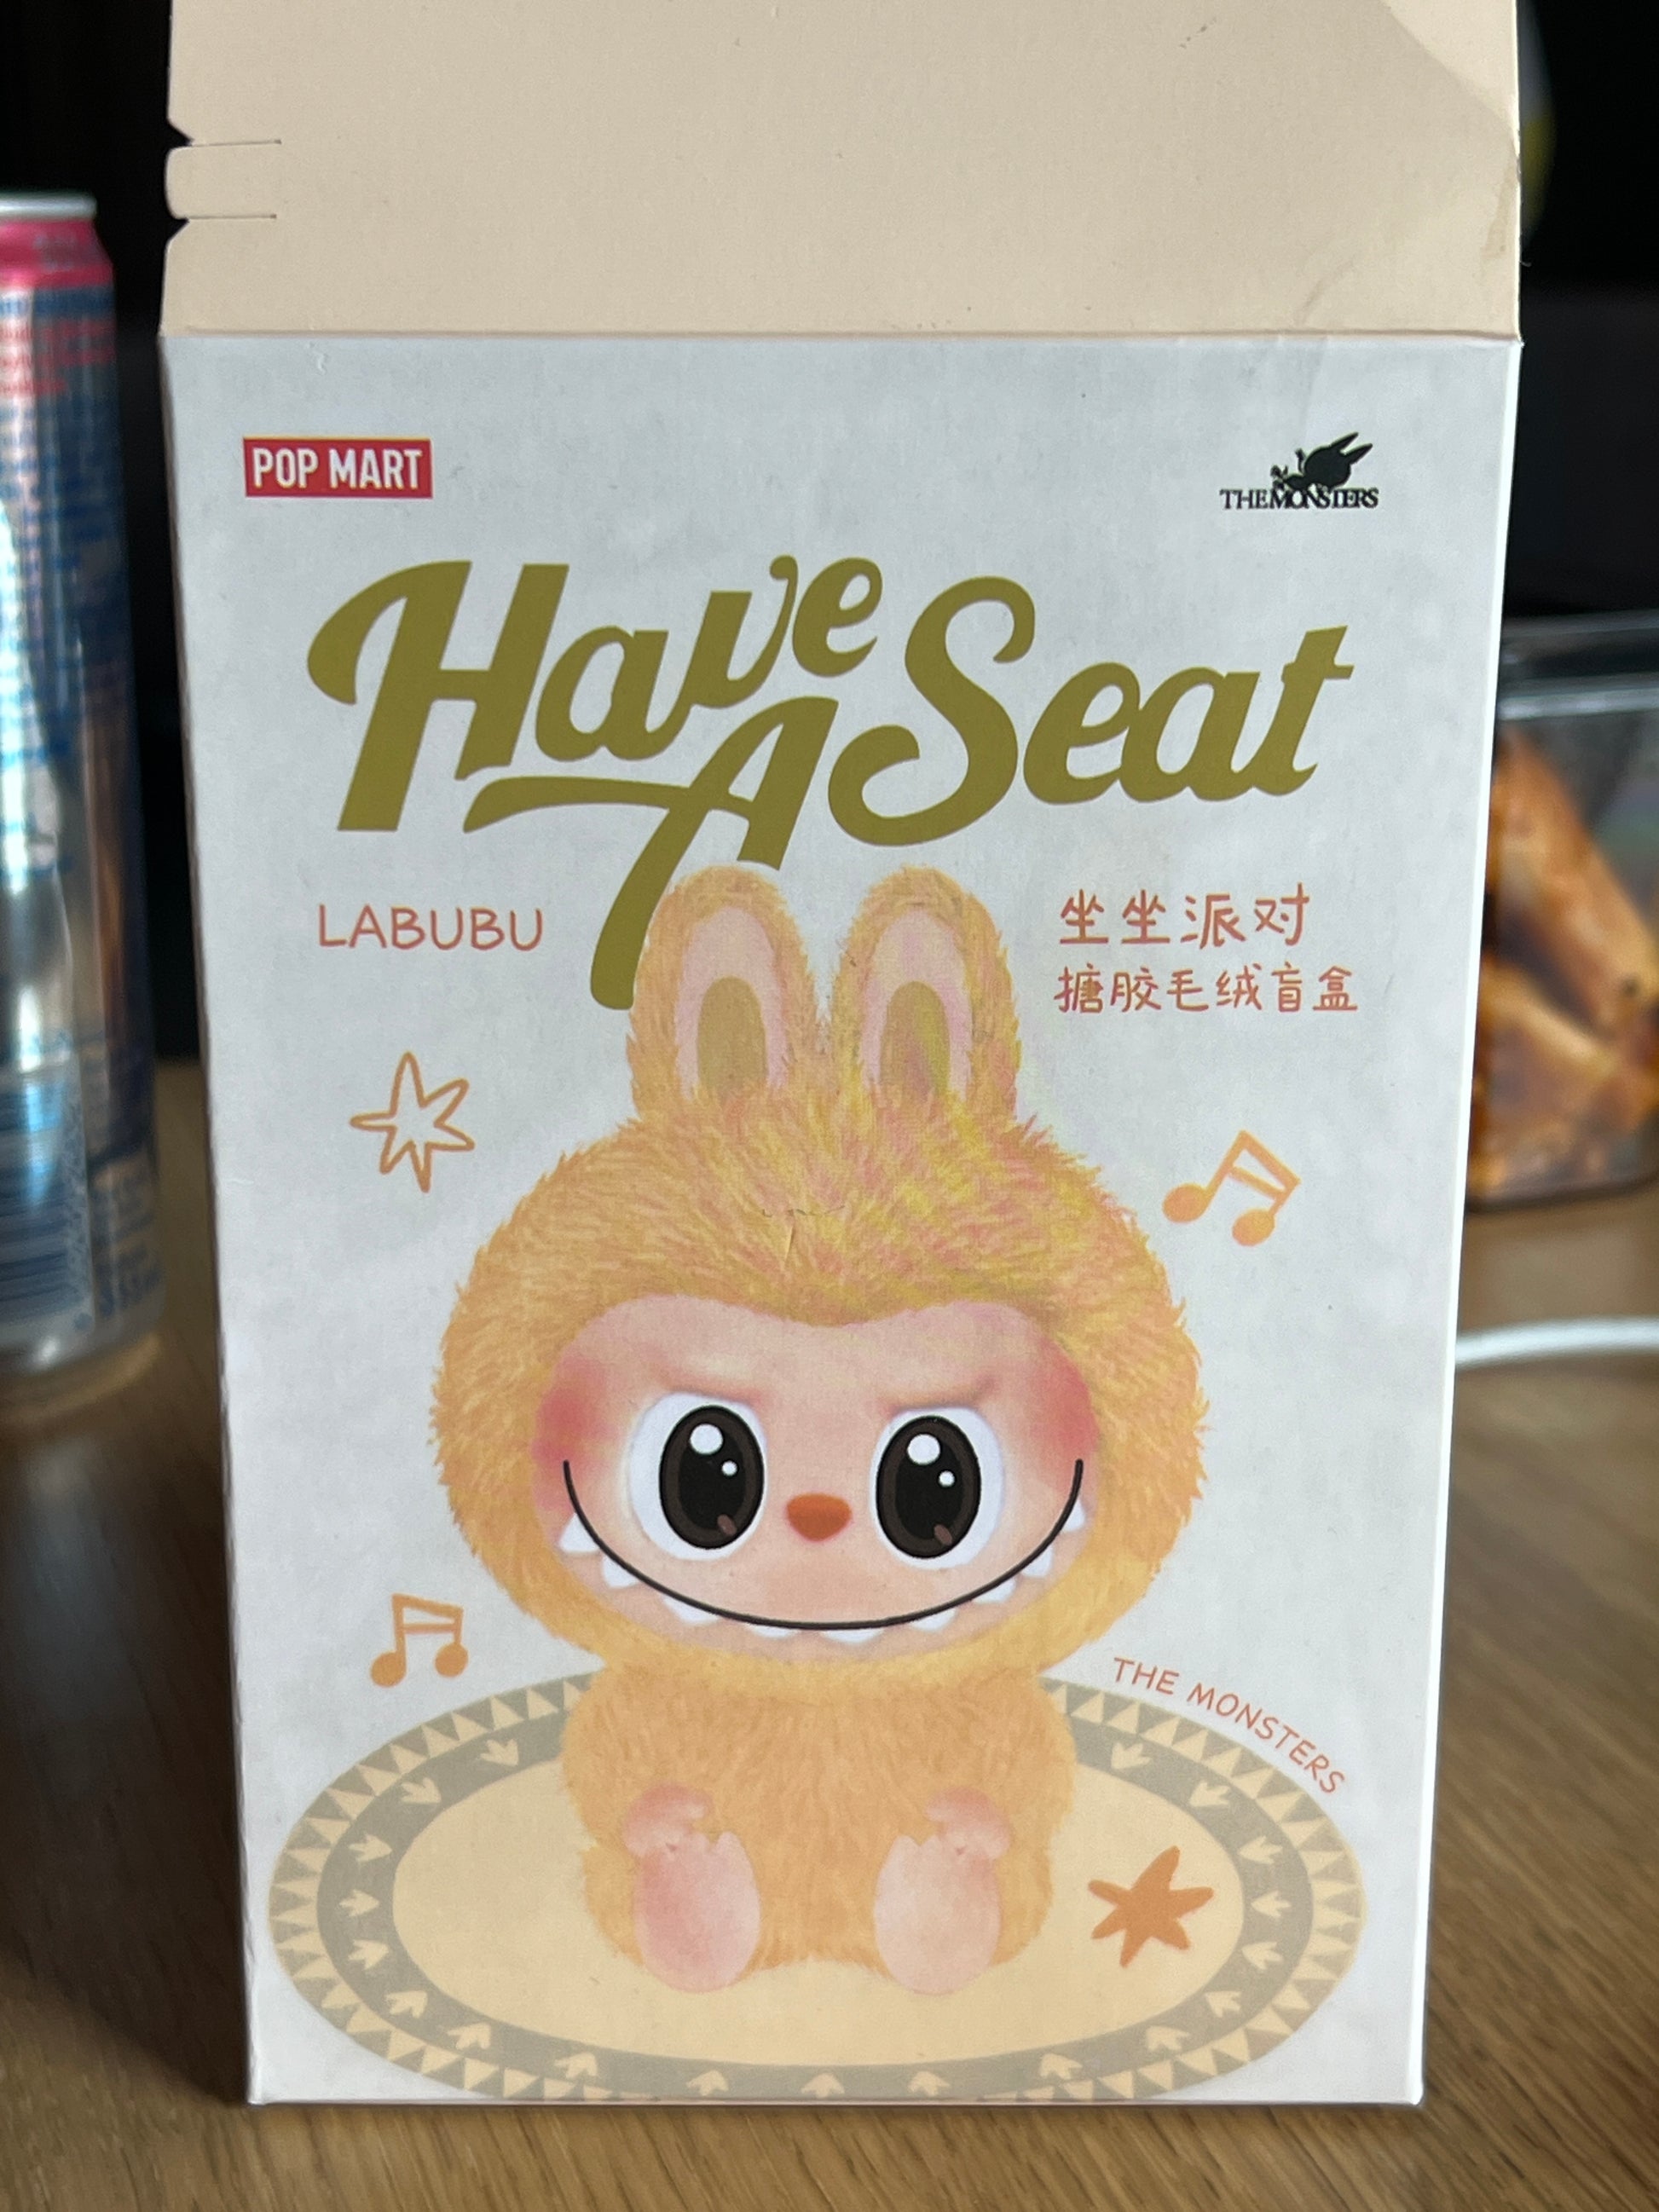 POP MART
THE MONSTERS
Have A Seat
LABUBU
坐坐派对
搪胶毛绒盲盒
THE MONSTERS